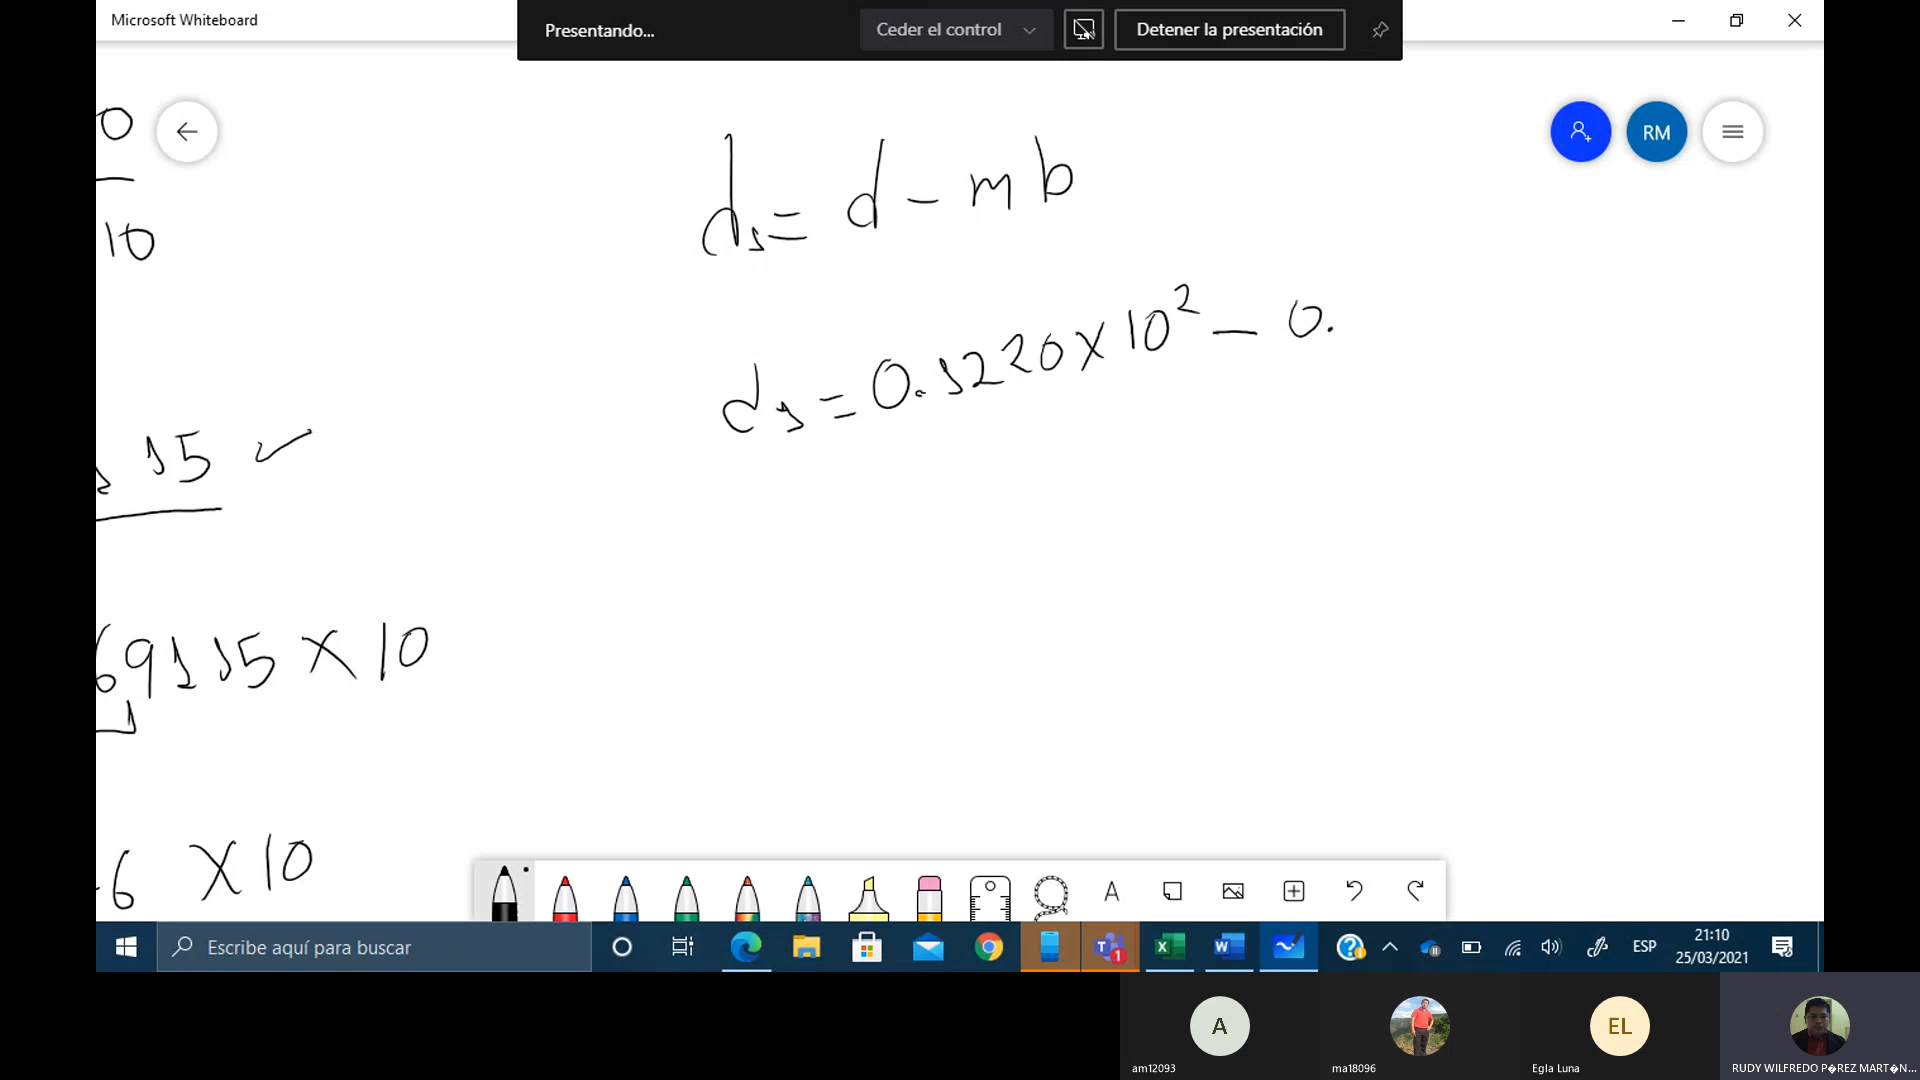 Microsoft Whiteboard
Presentando...
Ceder el control
Detener la presentación
RM
0
10
d₁ = d - mb
d₁ = 0.1220 x 10² - 0.
115 ✓
69115 x 10
6 x 10
A
Escribe aquí para buscar
1
ESP
21:10
25/03/2021
A
EL
am12093
ma18096
Egla Luna
RUDY WILFREDO P�REZ MART�N...